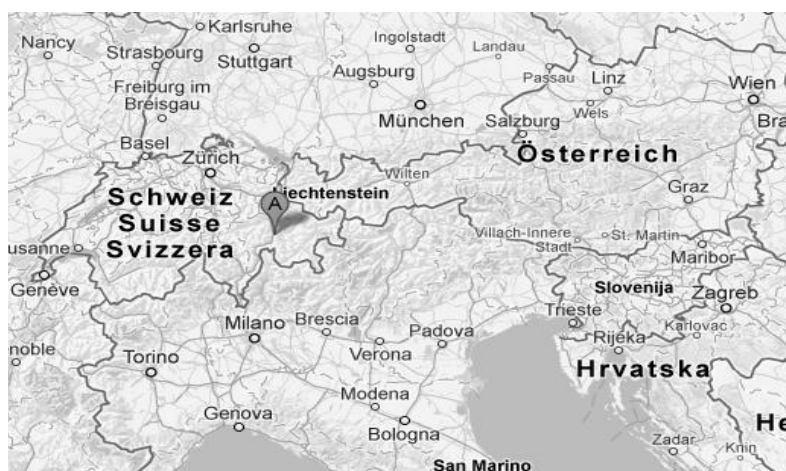 Karlsruhe
Nancy
Strasbourg
Stuttgart
Ingolstadt
Landau
Passau
Linz
Freiburg im
Breisgau
Augsburg
München
Wels
Wien
Salzburg
Basel
Zürich
Österreich
Wilten
Liechtenstein
A
Schweiz
Suisse
Svizzera
Graz
usanne
Genève
Villach-Innere
Stadt
St. Martin
Maribor
Slovenija
Zagreb
Milano
Brescia
Padova
Trieste
Rijeka
Karlovac
noble
Torino
Verona
Hrvatska
Modena
Genova
Bologna
He
Zadar
Knin
San Marino